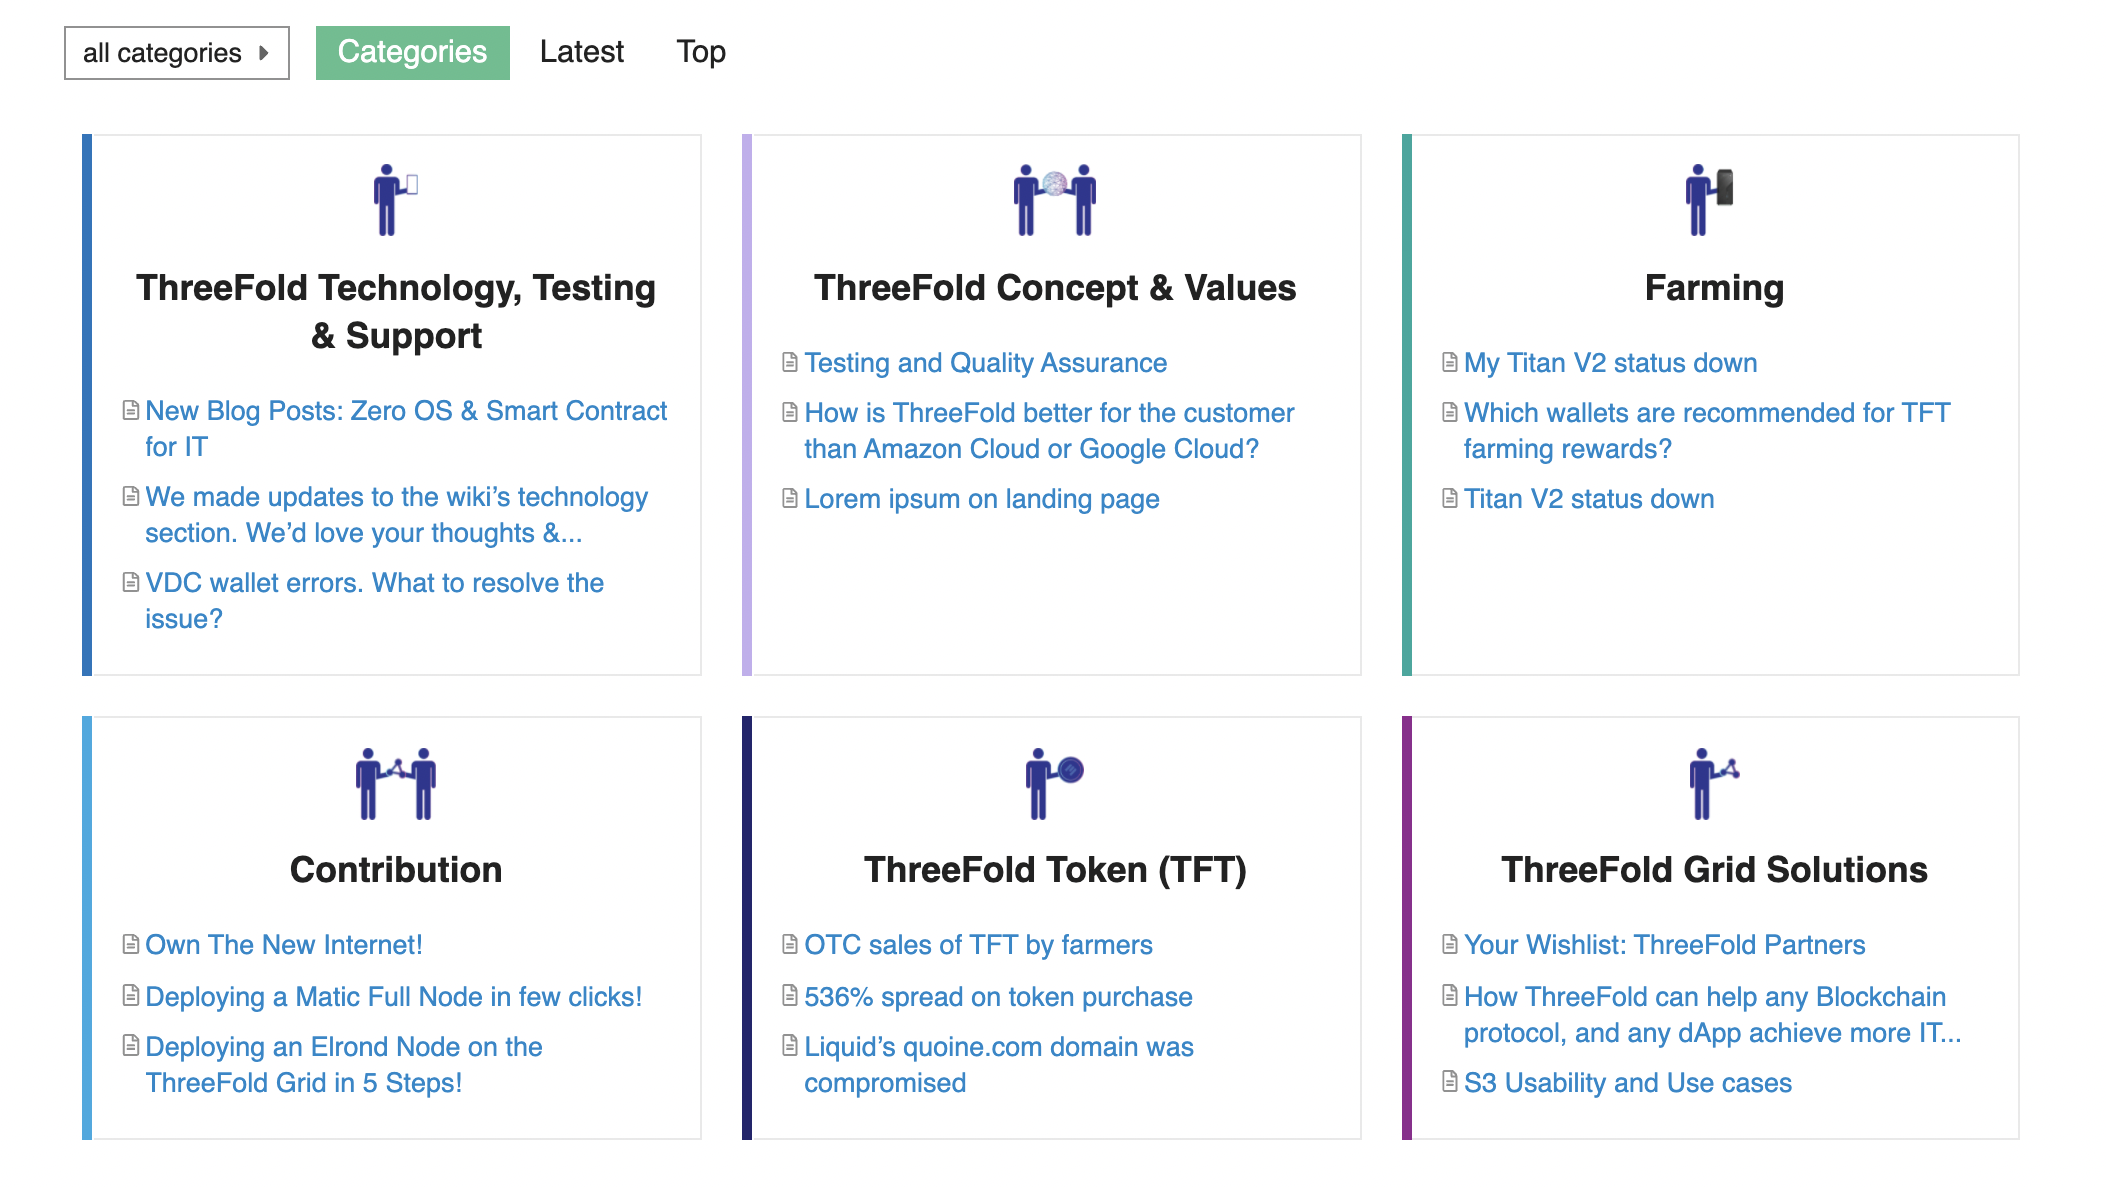 all categories
Categories
Latest
Top
ThreeFold Technology, Testing
& Support
New Blog Posts: Zero OS & Smart Contract
for IT
We made updates to the wiki’s technology
section. We’d love your thoughts &...
VDC wallet errors. What to resolve the
issue?
ThreeFold Concept & Values
Testing and Quality Assurance
How is ThreeFold better for the customer
than Amazon Cloud or Google Cloud?
Lorem ipsum on landing page
Farming
My Titan V2 status down
Which wallets are recommended for TFT
farming rewards?
Titan V2 status down
Contribution
Own The New Internet!
Deploying a Matic Full Node in few clicks!
Deploying an Elrond Node on the
ThreeFold Grid in 5 Steps!
ThreeFold Token (TFT)
OTC sales of TFT by farmers
536% spread on token purchase
Liquid’s quoine.com domain was
compromised
ThreeFold Grid Solutions
Your Wishlist: ThreeFold Partners
How ThreeFold can help any Blockchain
protocol, and any dApp achieve more IT...
S3 Usability and Use cases